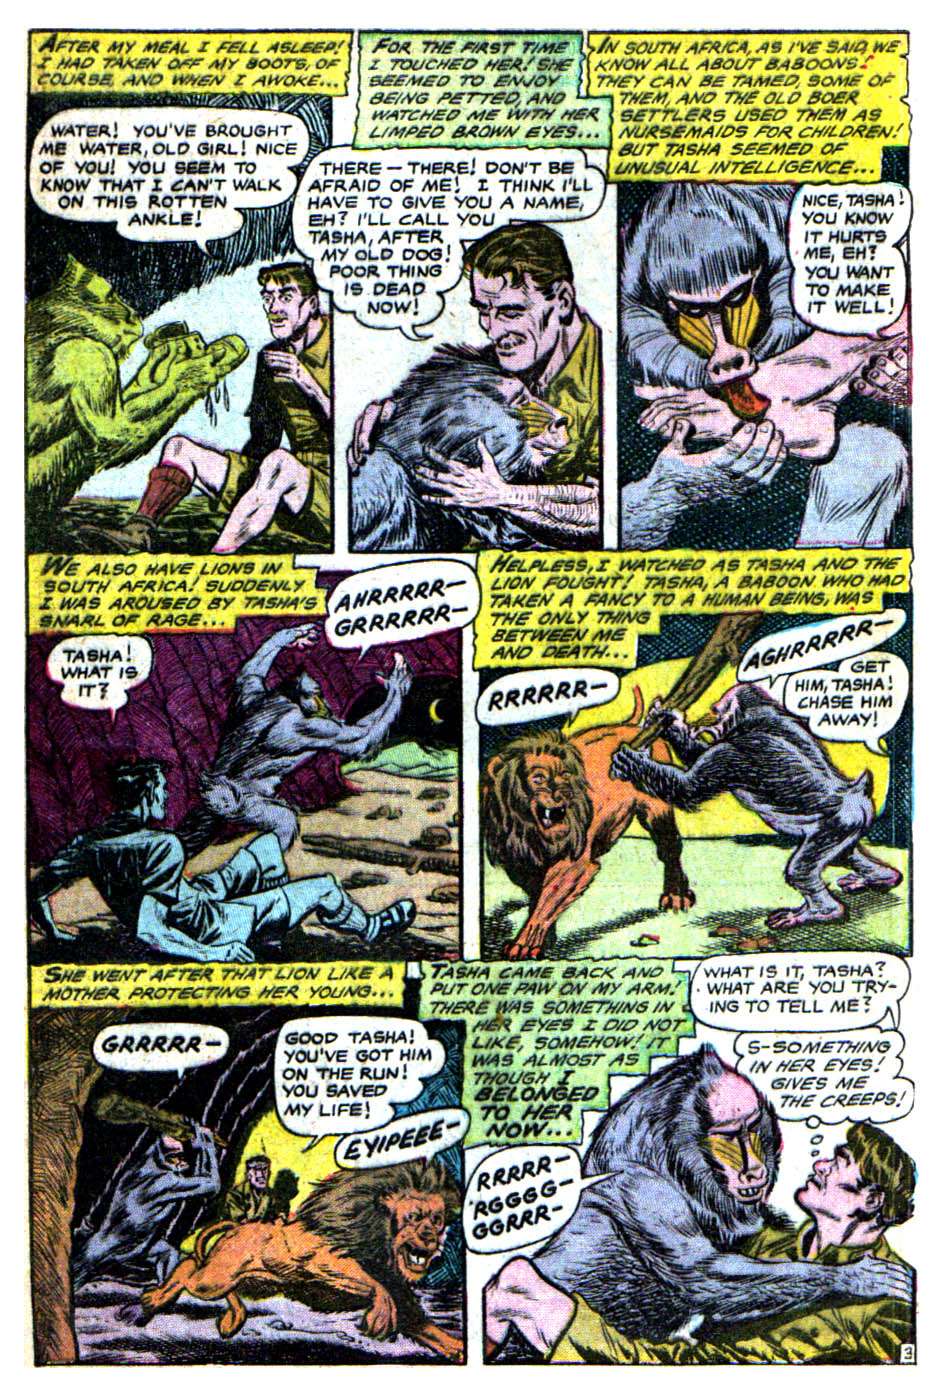 AFTER MY MEAL I FELL ASLEEP!
I HAD TAKEN OFF MY BOOTS, OF
COURSE, AND WHEN I AWOKE...
WATER! YOU'VE BROUGHT
ME WATER, OLD GIRL! NICE
OF YOU! YOU SEEM TO
KNOW THAT I CAN'T WALK
ON THIS ROTTEN
ANKLE!
FOR THE FIRST TIME
I TOUCHED HER! SHE
SEEMED TO ENJOY
BEING PETTED, AND
WATCHED ME WITH HER
LIMPED BROWN EYES...
THERE - THERE! DON'T BE
AFRAID OF ME! I THINK I'LL
HAVE TO GIVE YOU A NAME,
EH? I'LL CALL YOU
TASHA, AFTER
MY OLD DOG!
POOR THING
IS DEAD
NOW!
IN SOUTH AFRICA, AS I'VE SAID, WE
KNOW ALL ABOUT BABOONS!
THEY CAN BE TAMED, SOME OF
THEM, AND THE OLD BOER
SETTLERS USED THEM AS
NURSEMAIDS FOR CHILDREN!
BUT TASHA SEEMED OF
UNUSUAL INTELLIGENCE...
NICE, TASHA!
YOU KNOW
IT HURTS
ME, EH?
YOU WANT
TO MAKE
IT WELL!
WE ALSO HAVE LIONS IN
SOUTH AFRICA! SUDDENLY
I WAS AROUSED BY TASHA'S
SNARL OF RAGE...
TASHA!
WHAT IS
IT?
AHRRRRR-
GRRRRRR-
HELPLESS, I WATCHED AS TASHA AND THE
LION FOUGHT! TASHA, A BABOON WHO HAD
TAKEN A FANCY TO A HUMAN BEING, WAS
THE ONLY THING
BETWEEN ME
AND DEATH...
RRRRRR-
AGHRRRRR-
GET
HIM, TASHA!
CHASE HIM
AWAY!
SHE WENT AFTER THAT LION LIKE A
MOTHER PROTECTING HER YOUNG...
GRRRRR-
GOOD TASHA!
YOU'VE GOT HIM
ON THE RUN!
YOU SAVED
MY LIFE!
EYIPEEE-
TASHA CAME BACK AND
PUT ONE PAW ON MY ARM!
THERE WAS SOMETHING IN
HER EYES I DID NOT
LIKE, SOMEHOW! IT
WAS ALMOST AS
THOUGH I
BELONGED
TO HER
NOW...
WHAT IS IT, TASHA?
WHAT ARE YOU TRY-
ING TO TELL ME?
S-SOMETHING
IN HER EYES!
GIVES ME
THE CREEPS!
RRRRR-
RGGGG-
GGRRR-
3